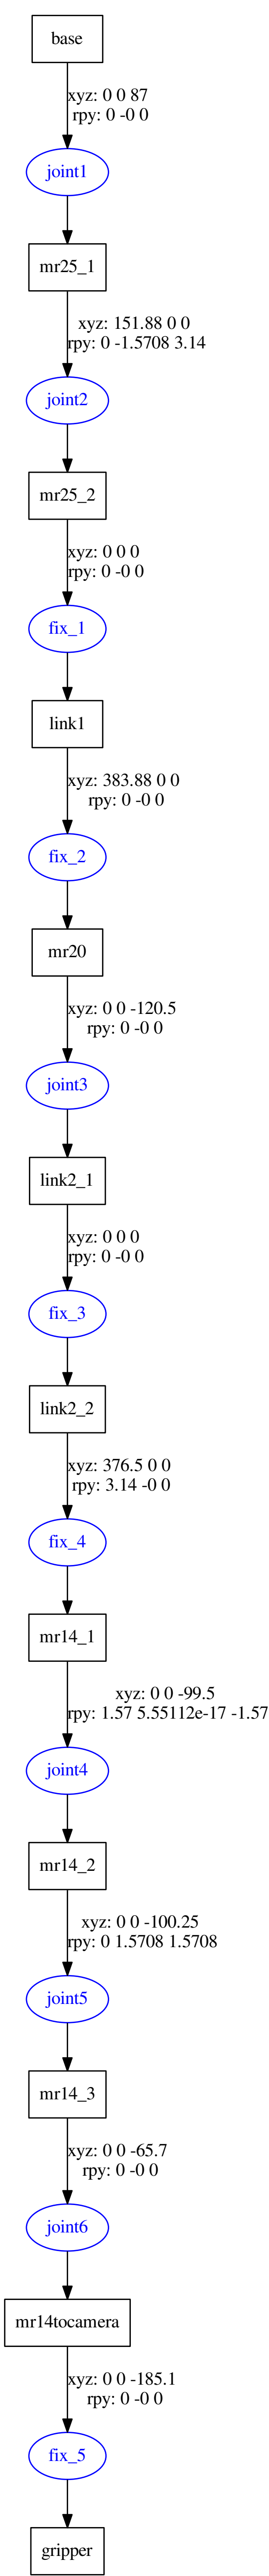 base
xyz: 0 0 87
rpy: 0 -0 0
joint1
mr25_1
xyz: 151.88 0 0
rpy: 0 -1.5708 3.14
joint2
mr25_2
xyz: 0 0 0
rpy: 0 -0 0
fix_1
link1
xyz: 383.88 0 0
rpy: 0 -0 0
fix_2
mr20
xyz: 0 0 -120.5
rpy: 0 -0 0
joint3
link2_1
xyz: 0 0 0
rpy: 0 -0 0
fix_3
link2_2
xyz: 376.5 0 0
rpy: 3.14 -0 0
fix_4
mr14_1
xyz: 0 0 -99.5
rpy: 1.57 5.55112e-17 -1.57
joint4
mr14_2
xyz: 0 0 -100.25
rpy: 0 1.5708 1.5708
joint5
mr14_3
xyz: 0 0 -65.7
rpy: 0 -0 0
joint6
mr14tocamera
xyz: 0 0 -185.1
rpy: 0 -0 0
fix_5
gripper